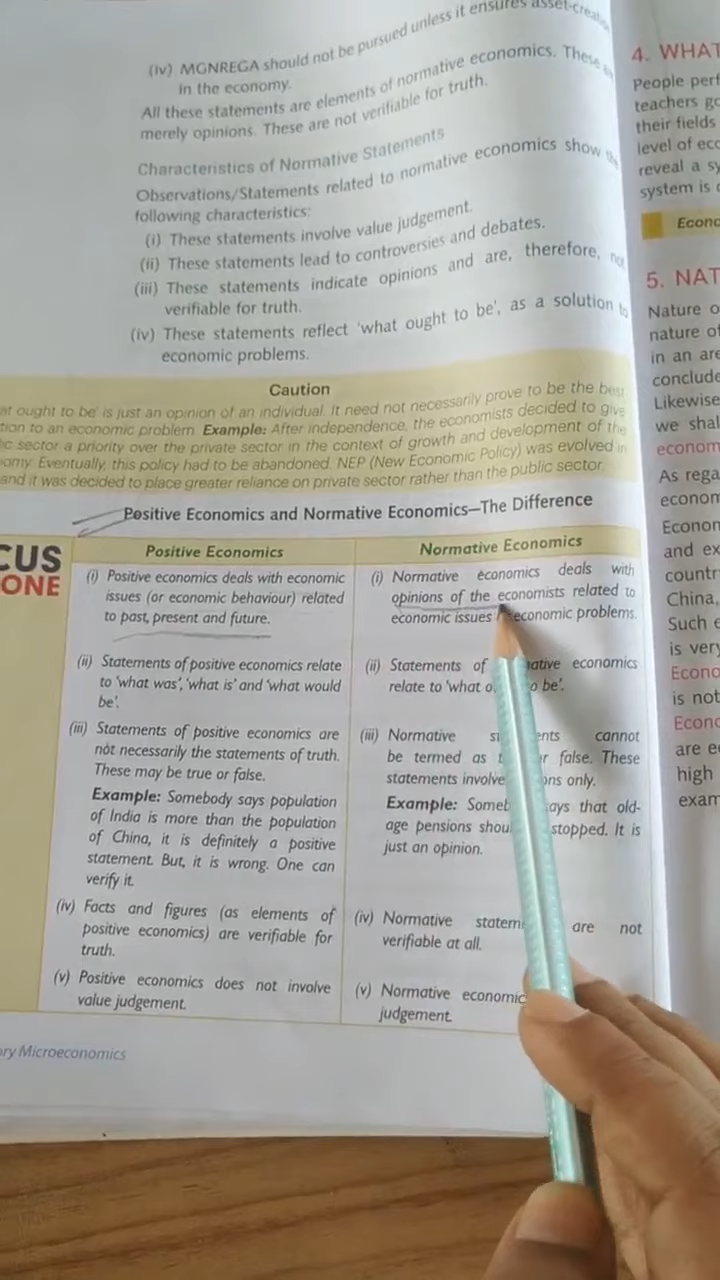 (iv) MGNREGA should not be pursued unless it ensures
in the economy.
All these statements are elements of normative economics. These
merely opinions. These are not verifiable for truth.
Characteristics of Normative Statements
Observations/Statements related to normative economics show
following characteristics:
(i) These statements involve value judgement.
(ii) These statements lead to controversies and debates.
(iii) These statements indicate opinions and are, therefore,
verifiable for truth.
(iv) These statements reflect 'what ought to be', as a solution
economic problems.
Caution
at ought to be' is just an opinion of an individual. It need not necessarily prove to be the
tion to an economic problem. Example: After independence, the economists decided to give
ic sector a priority over the private sector in the context of growth and development of the
omy. Eventually, this policy had to be abandoned. NEP (New Economic Policy) was evolved
and it was decided to place greater reliance on private sector rather than the public sector.
Positive Economics and Normative Economics—The Difference
CUS
ONE
Positive Economics
(i) Positive economics deals with economic
issues (or economic behaviour) related
to past, present and future.
(ii) Statements of positive economics relate
to 'what was', 'what is' and 'what would
be'.
(iii) Statements of positive economics are
not necessarily the statements of truth.
These may be true or false.
Example: Somebody says population
of India is more than the population
of China, it is definitely a positive
statement. But, it is wrong. One can
verify it.
(iv) Facts and figures (as elements of
positive economics) are verifiable for
truth.
(v) Positive economics does not involve
value judgement.
Normative Economics
(i) Normative economics deals with
opinions of the economists related to
economic issues economic problems.
(ii) Statements of ative economics
relate to 'what o be'.
(iii) Normative ents cannot
be termed as r false. These
statements involve ons only.
Example: Someb ays that old-
age pensions shou stopped. It is
just an opinion.
(iv) Normative statem are not
verifiable at all.
(v) Normative economic
judgement.
ry Microeconomics
4. WHAT
People perf
teachers go
their fields
level of eco
reveal a sy
system is
Econo
5. NAT
Nature o
nature of
in an are
conclude
Likewise
we shal
econom
As rega
econom
Econom
and ex
countr
China,
Such e
is very
Econo
is not
Econo
are e
high
exam